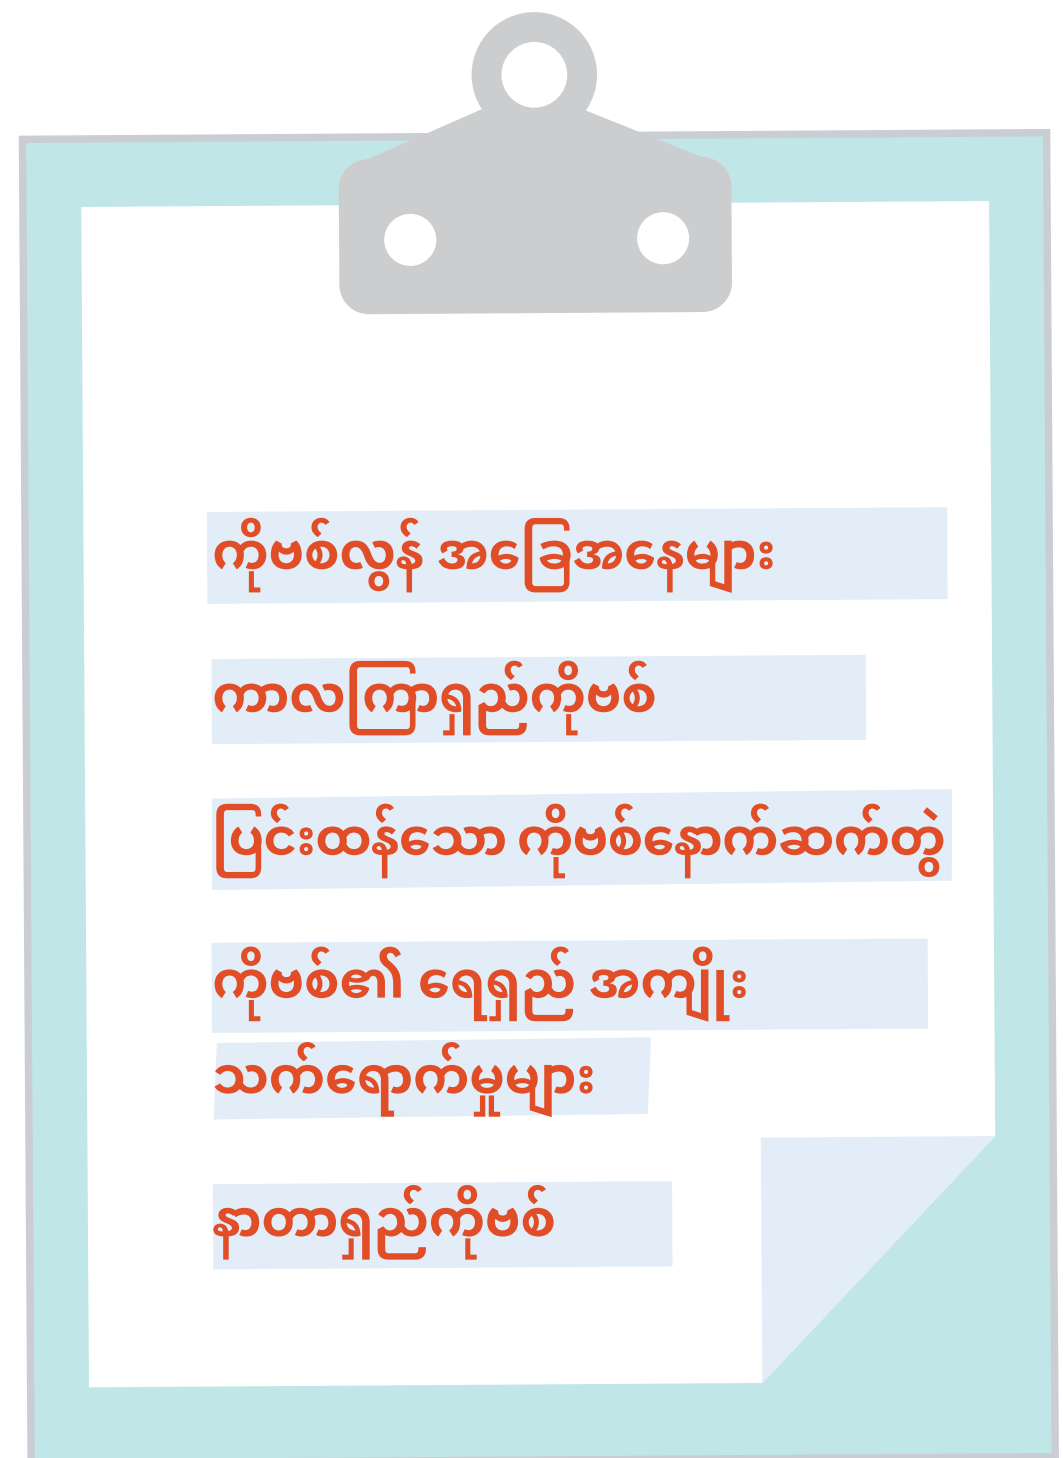 ကိုဗစ်လွန် အခြေအနေများ
ကာလကြာရှည်ကိုဗစ်
ပြင်းထန်သော ကိုဗစ်နောက်ဆက်တွဲ
ကိုဗစ်၏ ရေရှည် အကျိုး
သက်ရောက်မှုများ
နာတာရှည်ကိုဗစ်